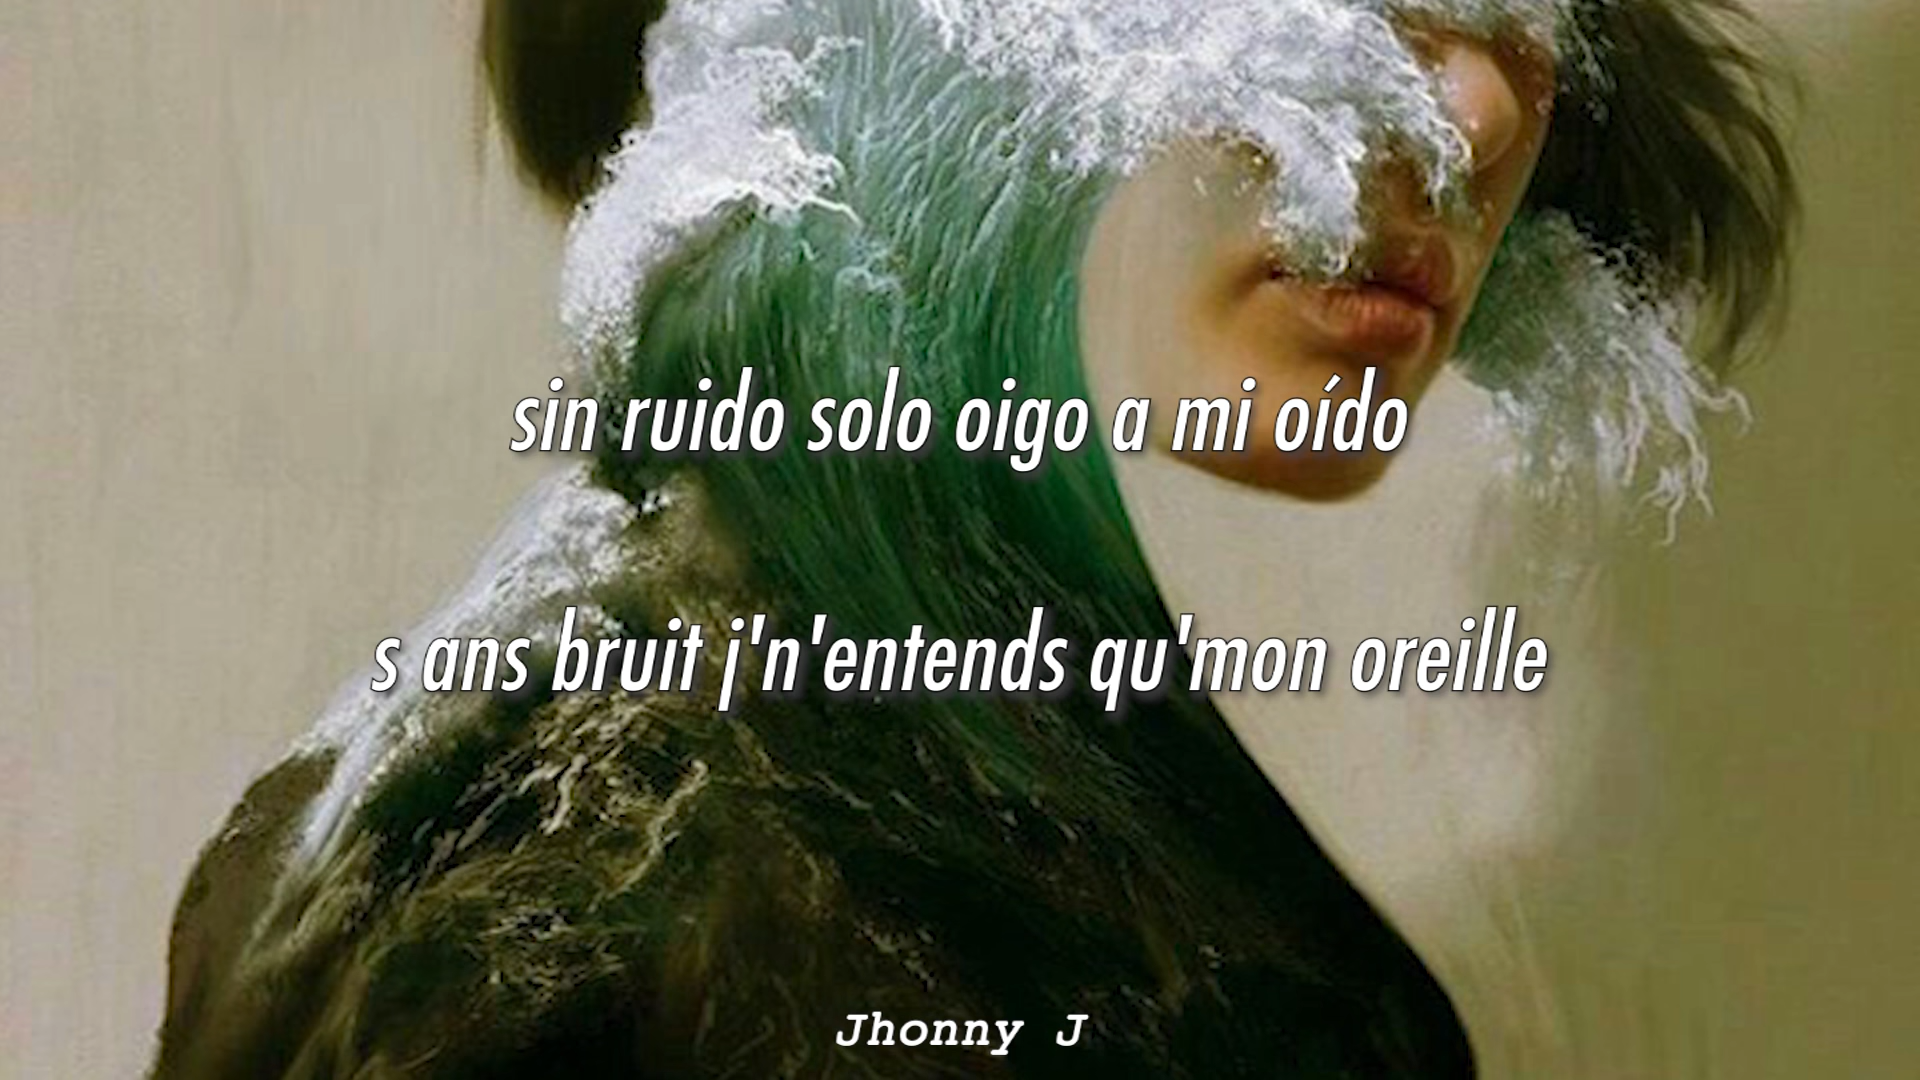 sin ruido solo oigo a mi oído
s ans bruit j'n'entends qu'mon oreille
Jhonny J